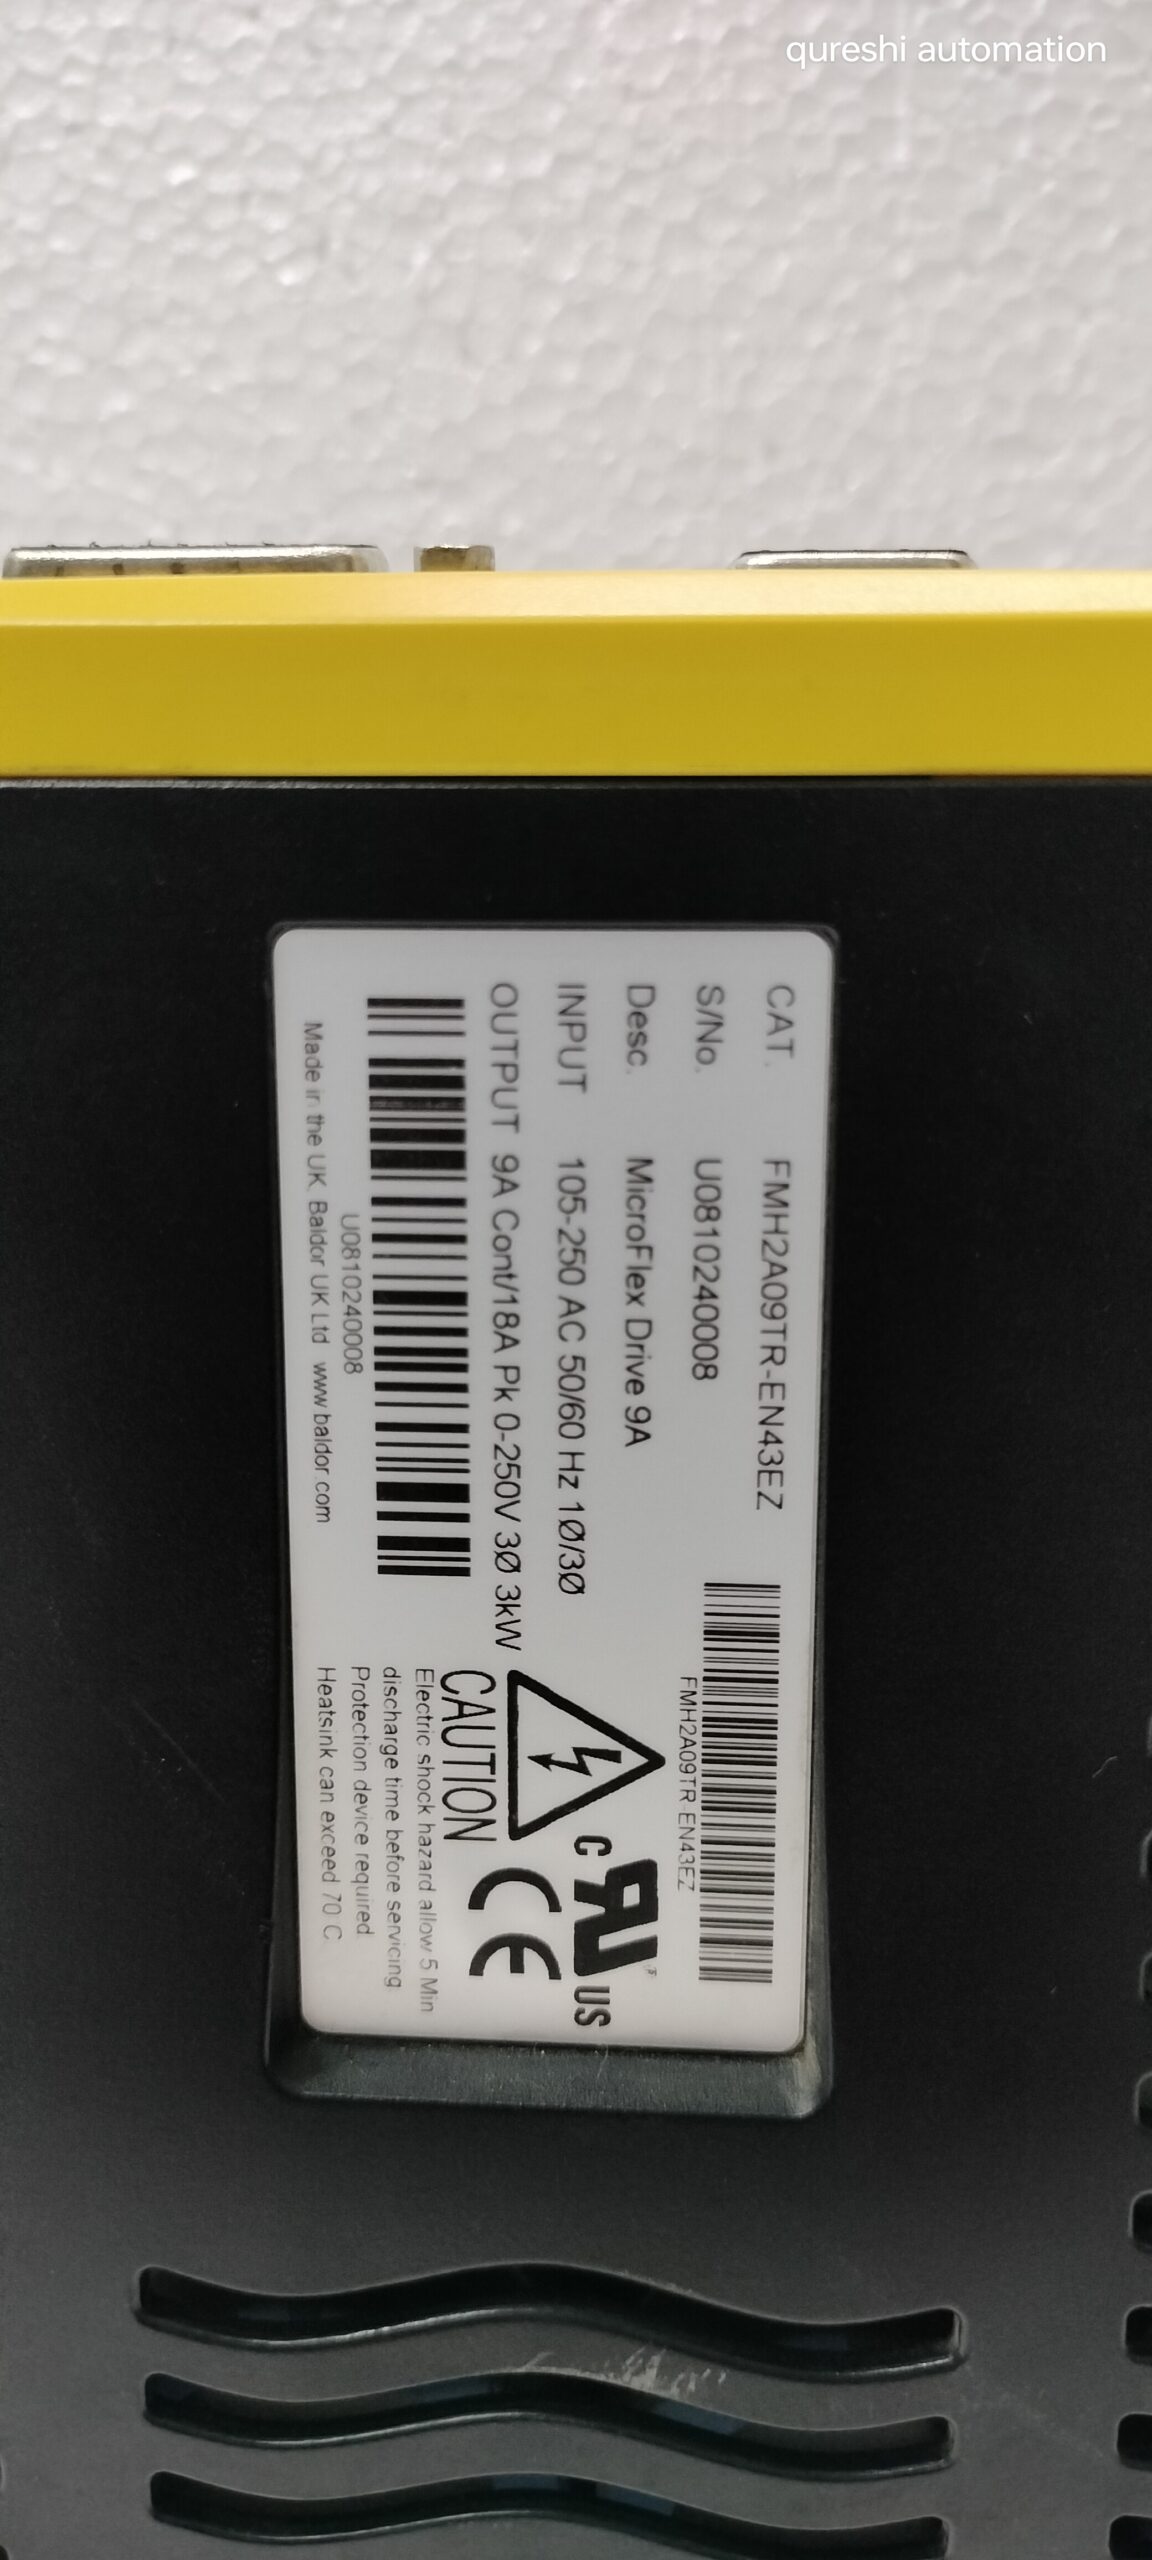 qureshi automation
CAT. FMH2A09TR-EN43EZ
S/No. U0810240008
FMH2A09TR-EN43EZ
Desc. MicroFlex Drive 9A
INPUT 105-250 AC 50/60 Hz 1Ø/3Ø
OUTPUT 9A Cont/18A Pk 0-250V 3Ø 3kW
c RU® US
CE
CAUTION
Electric shock hazard allow 5 Min
discharge time before servicing
Protection device required
Heatsink can exceed 70 C
U0810240008
Made in the UK Baldor UK Ltd www.baldor.com